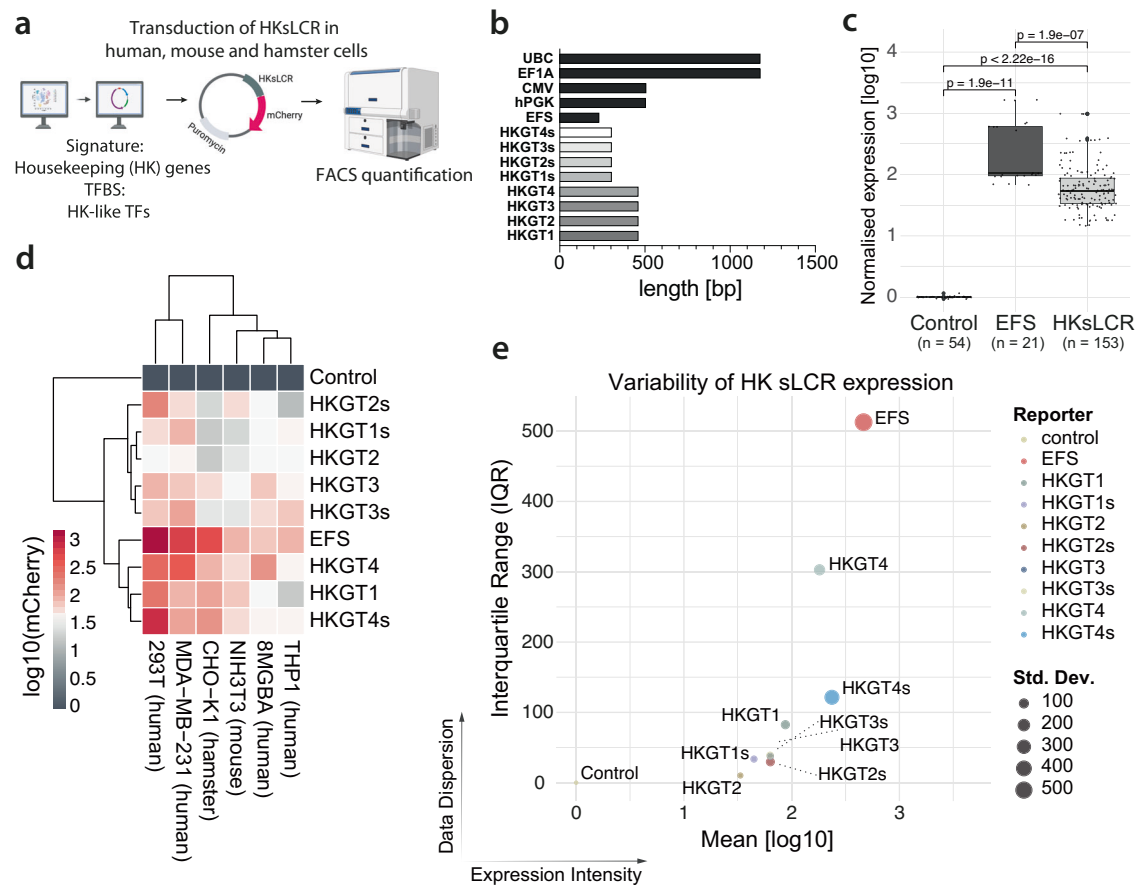 a
Transduction of HKsLCR in
human, mouse and hamster cells
HKsLCR
mCherry
Puromycin
Signature:
Housekeeping (HK) genes
TFBS:
HK-like TFs
FACS quantification
b
UBC
EF1A
CMV
hPGK
EFS
HKGT4s
HKGT3s
HKGT2s
HKGT1s
HKGT4
HKGT3
HKGT2
HKGT1
0 500 1000 1500
length [bp]
c
Normalised expression [log10]
4
3
2
1
0
p = 1.9e-07
p < 2.22e-16
p = 1.9e-11
Control EFS HKsLCR
(n = 54) (n = 21) (n = 153)
d
Control
HKGT2s
HKGT1s
HKGT2
HKGT3
HKGT3s
EFS
HKGT4
HKGT1
HKGT4s
log10(mCherry)
3
2.5
2
1.5
1
0.5
0
293T (human)
MDA-MB-231 (human)
CHO-K1 (hamster)
NIH3T3 (mouse)
8MGBA (human)
THP1 (human)
e
Variability of HK sLCR expression
Interquartile Range (IQR)
500
400
300
200
100
0
EFS
HKGT4
HKGT4s
HKGT1
HKGT3s
HKGT3
HKGT1s
HKGT2s
HKGT2
Control
0 1 2 3
Mean [log10]
Data Dispersion
Expression Intensity
Reporter
control
EFS
HKGT1
HKGT1s
HKGT2
HKGT2s
HKGT3
HKGT3s
HKGT4
HKGT4s
Std. Dev.
100
200
300
400
500